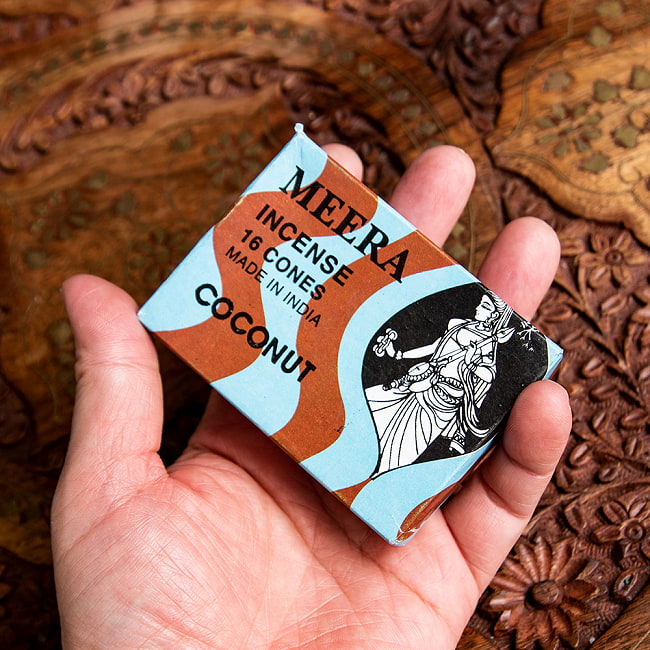 MEERA
INCENSE
16 CONES
MADE IN INDIA
COCONUT